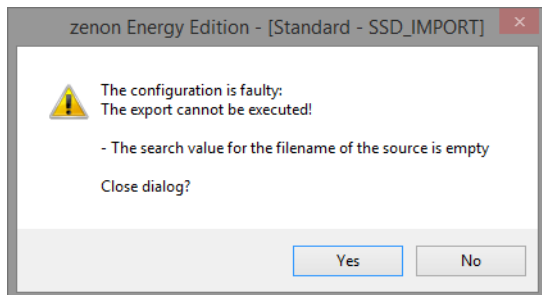 zenon Energy Edition - [Standard - SSD_IMPORT]
The configuration is faulty:
The export cannot be executed!
- The search value for the filename of the source is empty
Close dialog?
Yes
No